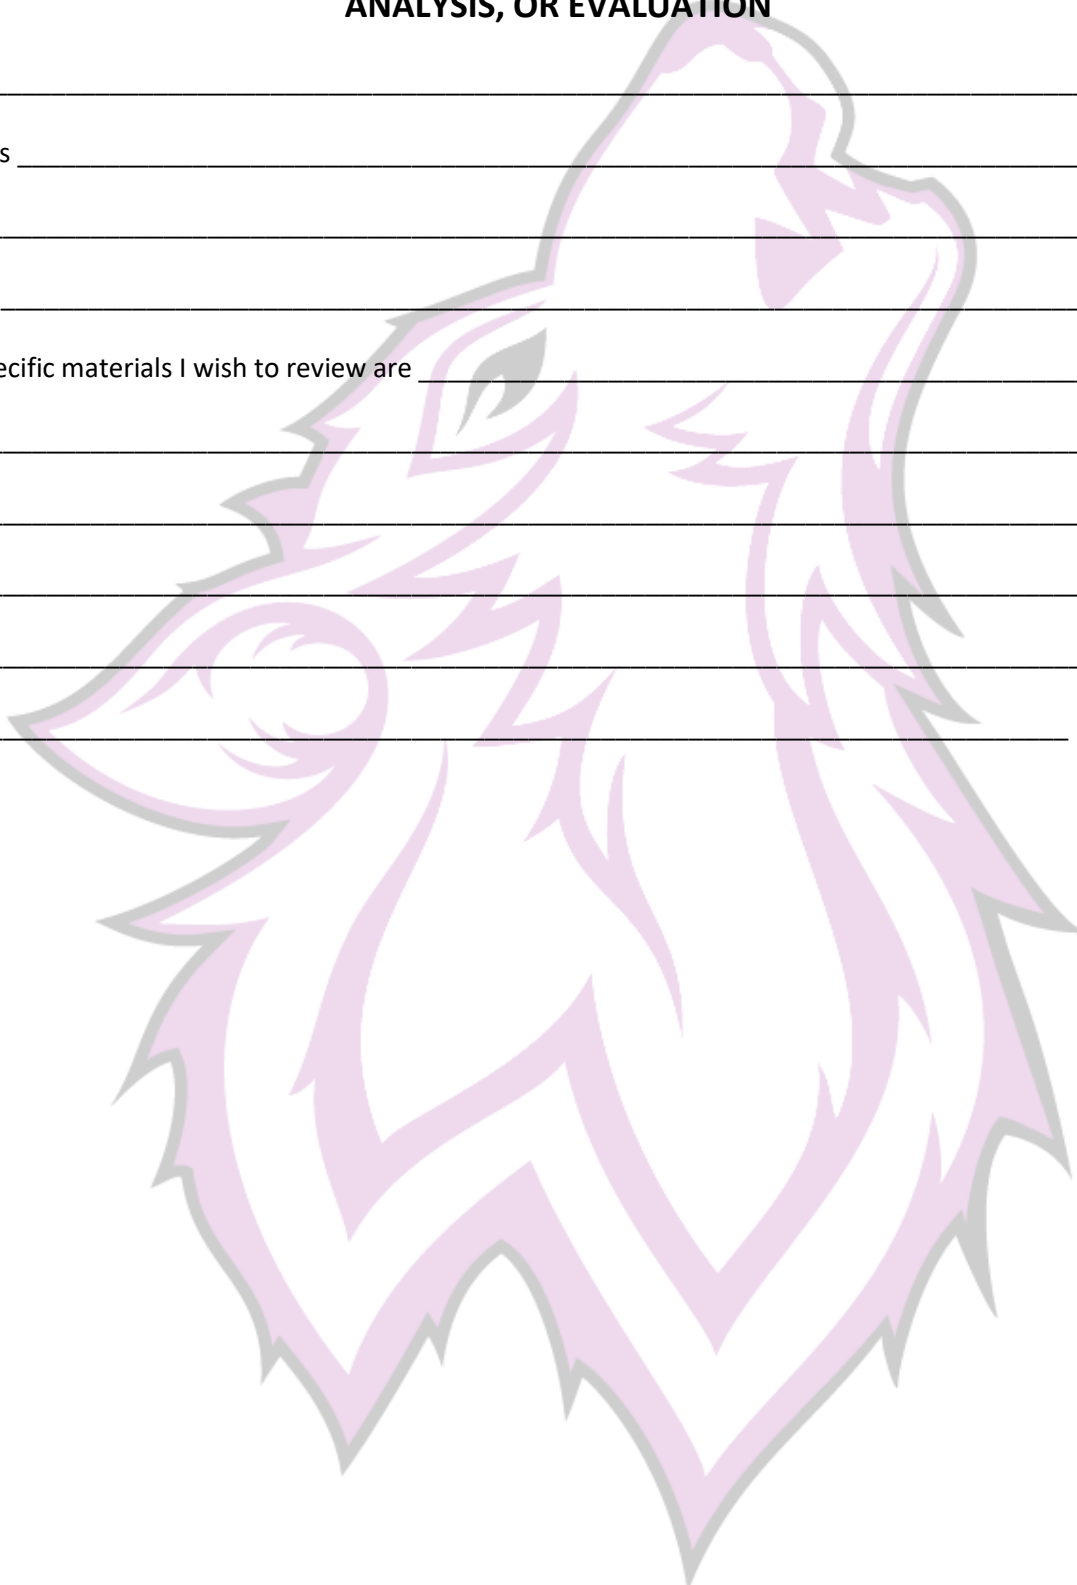 ANALYSIS, OR EVALUATION
s
ecific materials I wish to review are